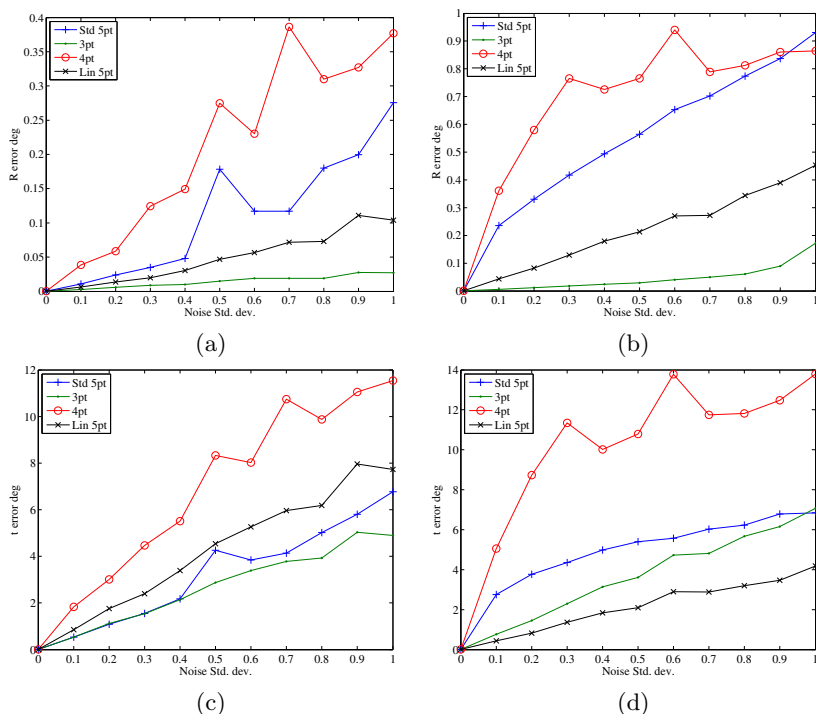 0.4
0.35
0.3
0.25
0.2
0.15
0.1
0.05
0
R error deg
Std 5pt
3pt
4pt
Lin 5pt
0 0.1 0.2 0.3 0.4 0.5 0.6 0.7 0.8 0.9 1
Noise Std. dev.
(a)
1
0.9
0.8
0.7
0.6
0.5
0.4
0.3
0.2
0.1
0
R error deg
Std 5pt
3pt
4pt
Lin 5pt
0 0.1 0.2 0.3 0.4 0.5 0.6 0.7 0.8 0.9 1
Noise Std. dev.
(b)
12
10
8
6
4
2
0
t error deg
Std 5pt
3pt
4pt
Lin 5pt
0 0.1 0.2 0.3 0.4 0.5 0.6 0.7 0.8 0.9 1
Noise Std. dev.
(c)
14
12
10
8
6
4
2
0
t error deg
Std 5pt
3pt
4pt
Lin 5pt
0 0.1 0.2 0.3 0.4 0.5 0.6 0.7 0.8 0.9 1
Noise Std. dev.
(d)